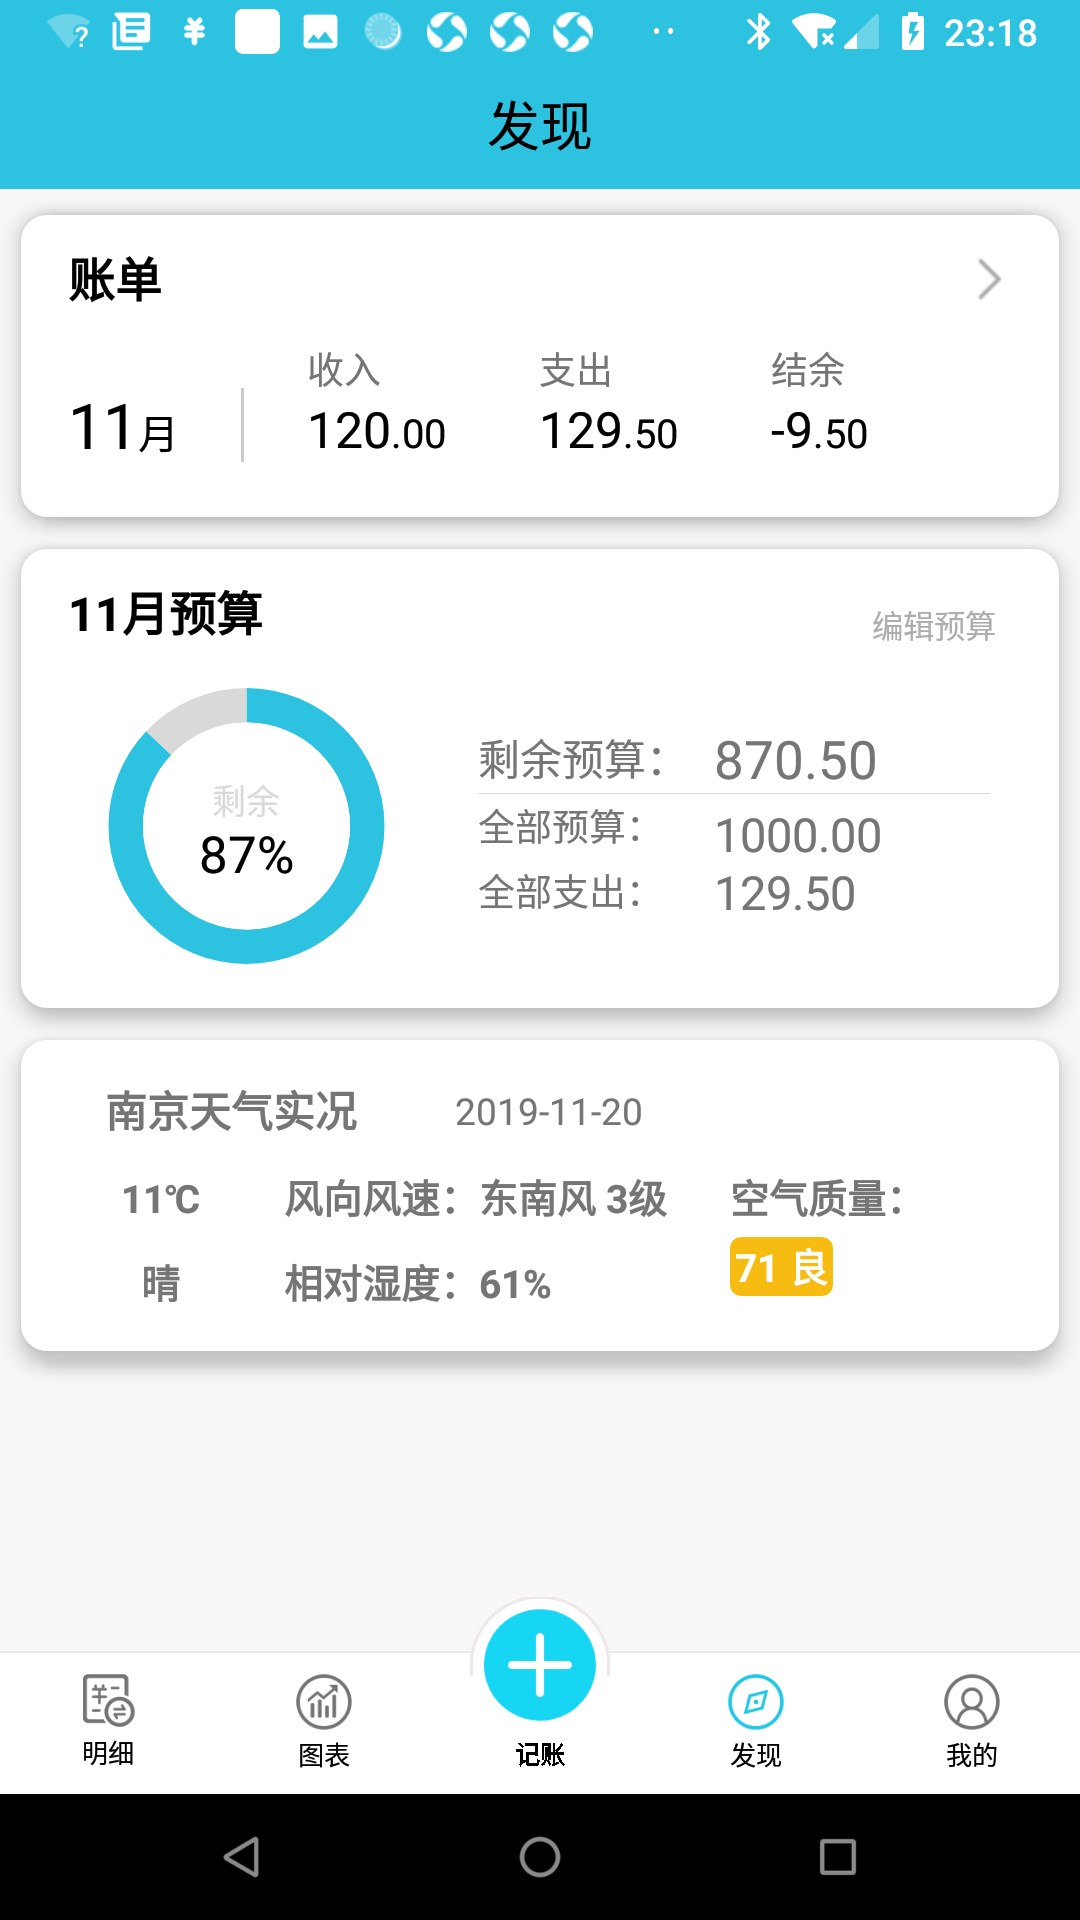 23:18
发现
账单
收入 支出 结余
11月 120.00 129.50 -9.50
11月预算
编辑预算
剩余
87%
剩余预算： 870.50
全部预算： 1000.00
全部支出： 129.50
南京天气实况 2019-11-20
11℃ 风向风速：东南风 3级 空气质量：
71 良
晴 相对湿度：61%
明细 图表 记账 发现 我的